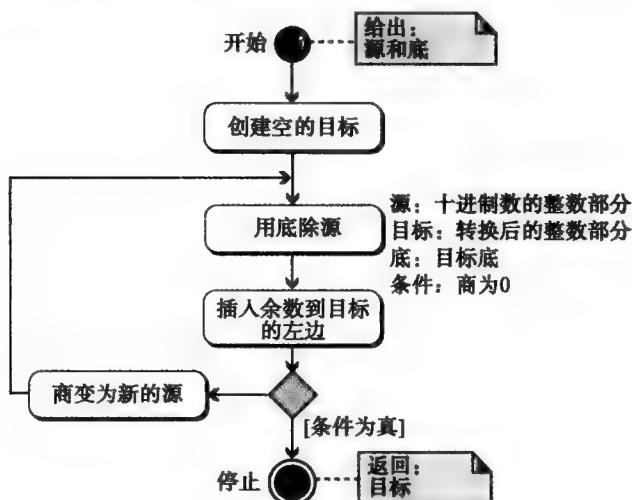 开始
给出：
源和底
创建空的目标
用底除源
源：十进制数的整数部分
目标：转换后的整数部分
底：目标底
条件：商为0
插入余数到目标
的左边
商变为新的源
[条件为真]
停止
返回：
目标